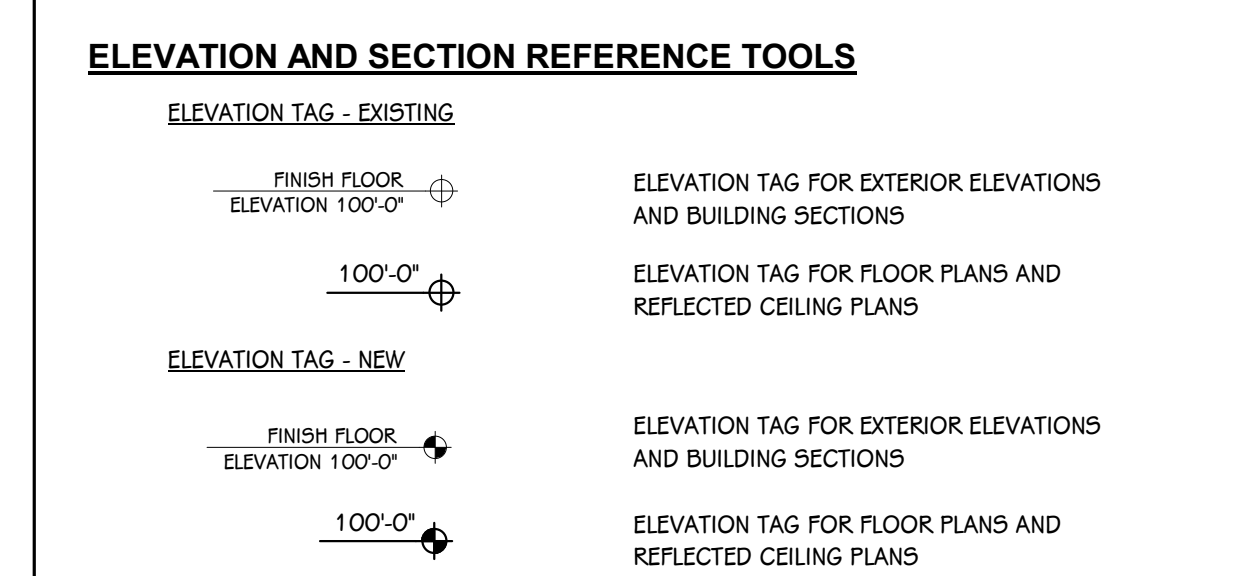 ELEVATION AND SECTION REFERENCE TOOLS
ELEVATION TAG - EXISTING
FINISH FLOOR
ELEVATION 100'-0"
ELEVATION TAG FOR EXTERIOR ELEVATIONS
AND BUILDING SECTIONS
100'-0"
ELEVATION TAG FOR FLOOR PLANS AND
REFLECTED CEILING PLANS
ELEVATION TAG - NEW
FINISH FLOOR
ELEVATION 100'-0"
ELEVATION TAG FOR EXTERIOR ELEVATIONS
AND BUILDING SECTIONS
100'-0"
ELEVATION TAG FOR FLOOR PLANS AND
REFLECTED CEILING PLANS